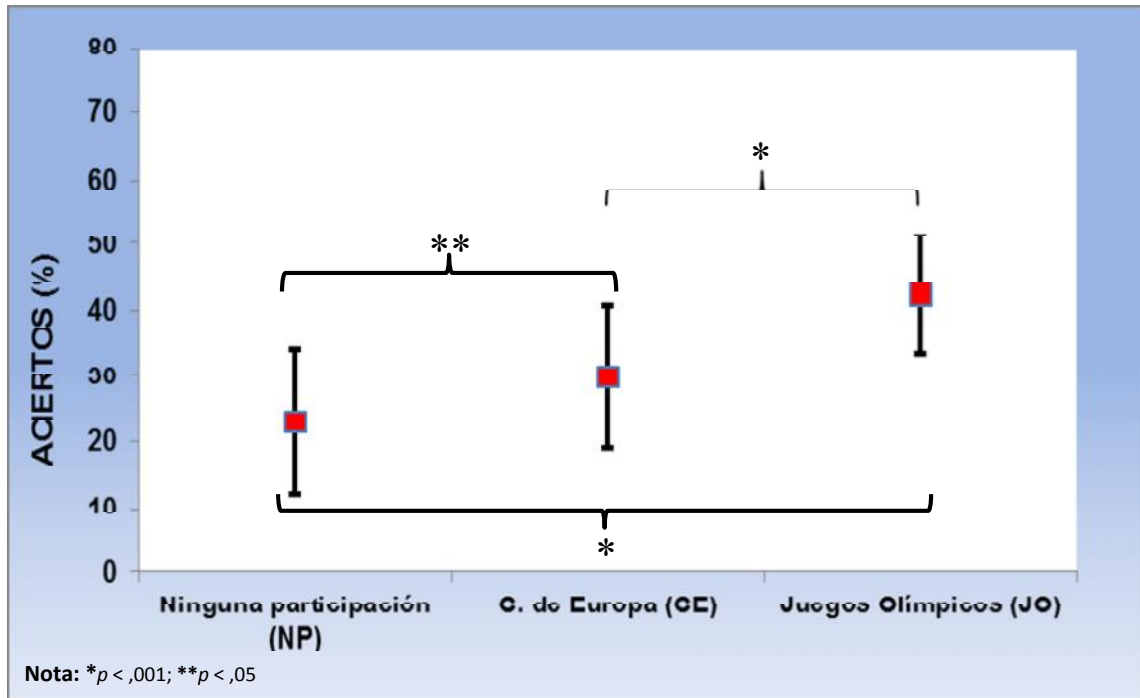 80
70
60
50
40
30
20
10
0
ACIERTOS (%)
*
**
*
Ninguna participación
(NP)
C. de Europa (CE)
Juegos Olímpicos (JO)
Nota: *p < ,001; **p < ,05